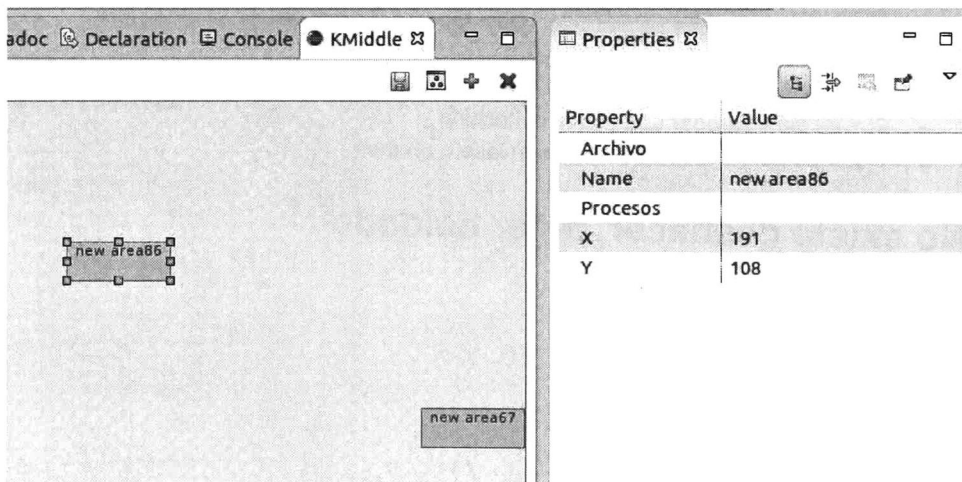 adoc Declaration Console KMiddle
Properties
Property Value
Archivo
Name new area86
Procesos
X 191
Y 108
new area86
new area67